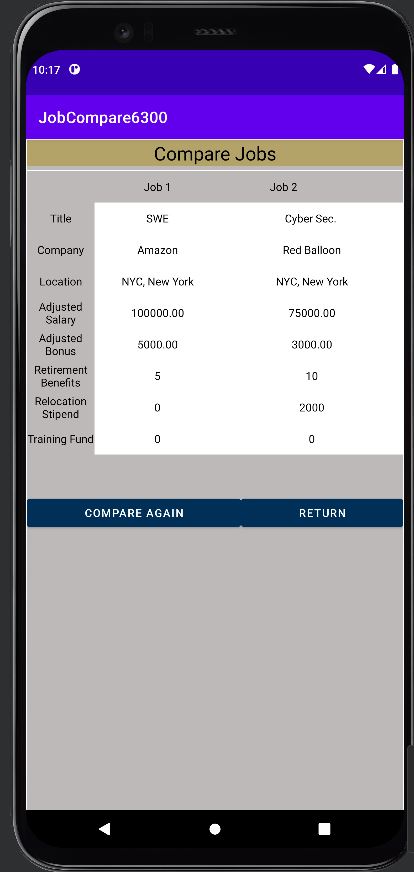 10:17
JobCompare6300
Compare Jobs
Job 1 Job 2
Title SWE Cyber Sec.
Company Amazon Red Balloon
Location NYC, New York NYC, New York
Adjusted Salary 100000.00 75000.00
Adjusted Bonus 5000.00 3000.00
Retirement Benefits 5 10
Relocation Stipend 0 2000
Training Fund 0 0
COMPARE AGAIN RETURN